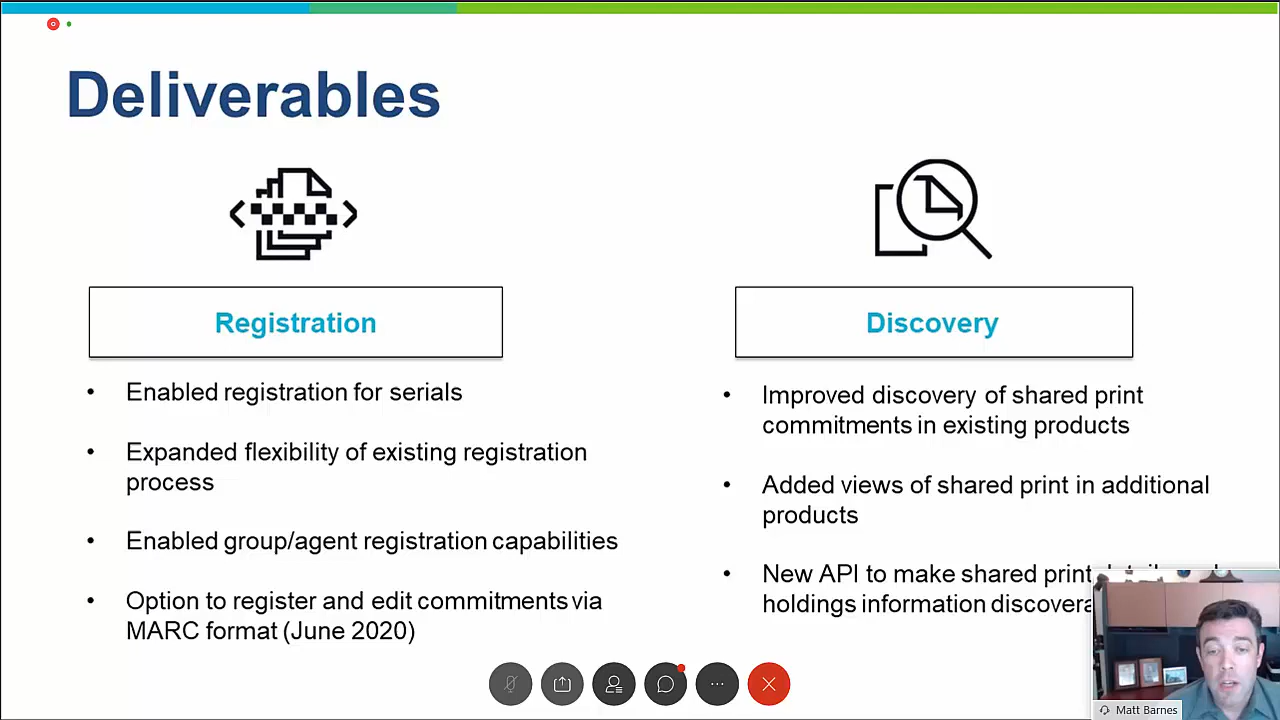 Deliverables
Registration
• Enabled registration for serials
• Expanded flexibility of existing registration
process
• Enabled group/agent registration capabilities
• Option to register and edit commitments via
MARC format (June 2020)
Discovery
• Improved discovery of shared print
commitments in existing products
• Added views of shared print in additional
products
• New API to make shared print
holdings information
Matt Barnes